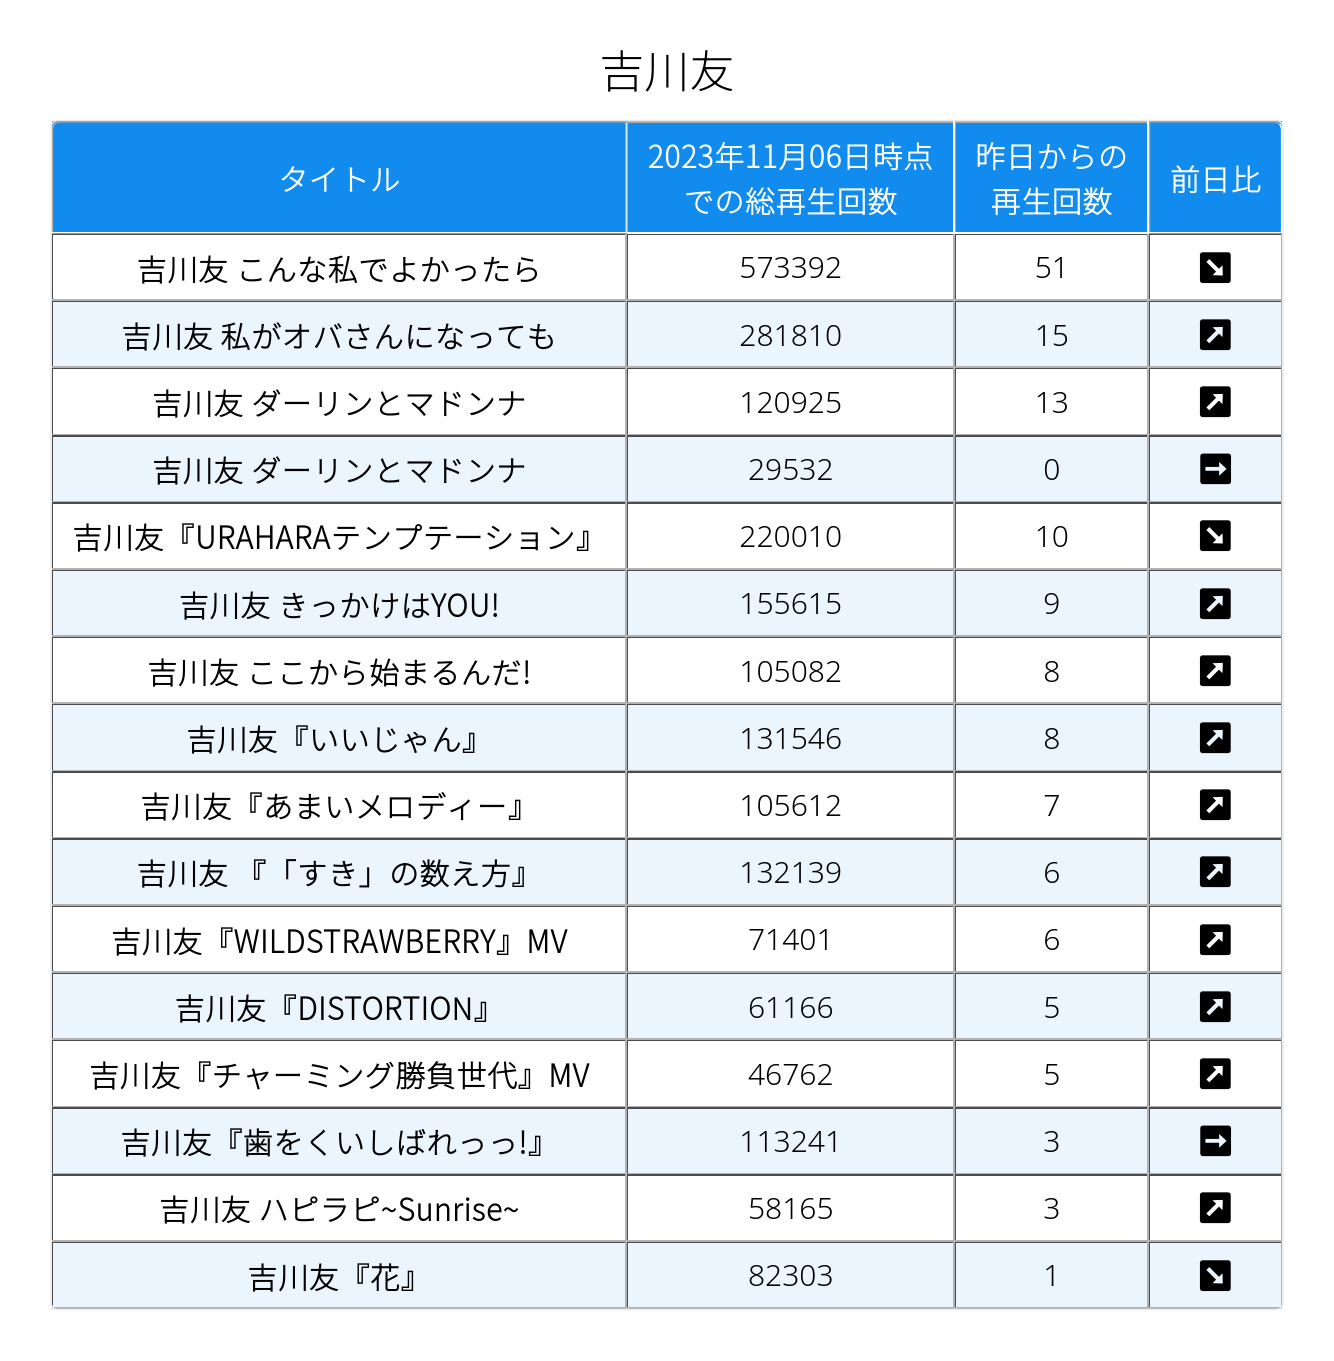 吉川友
タイトル
2023年11月06日時点
での総再生回数
昨日からの
再生回数
前日比
吉川友 こんな私でよかったら 573392 51 ↘
吉川友 私がオバさんになっても 281810 15 ↗
吉川友 ダーリンとマドンナ 120925 13 ↗
吉川友 ダーリンとマドンナ 29532 0 →
吉川友『URAHARAテンプテーション』 220010 10 ↘
吉川友 きっかけはYOU! 155615 9 ↗
吉川友 ここから始まるんだ! 105082 8 ↗
吉川友『いいじゃん』 131546 8 ↗
吉川友『あまいメロディー』 105612 7 ↗
吉川友 『「すき」の数え方』 132139 6 ↗
吉川友『WILDSTRAWBERRY』MV 71401 6 ↗
吉川友『DISTORTION』 61166 5 ↗
吉川友『チャーミング勝負世代』MV 46762 5 ↗
吉川友『歯をくいしばれっっ!』 113241 3 →
吉川友 ハピラピ~Sunrise~ 58165 3 ↗
吉川友『花』 82303 1 ↘